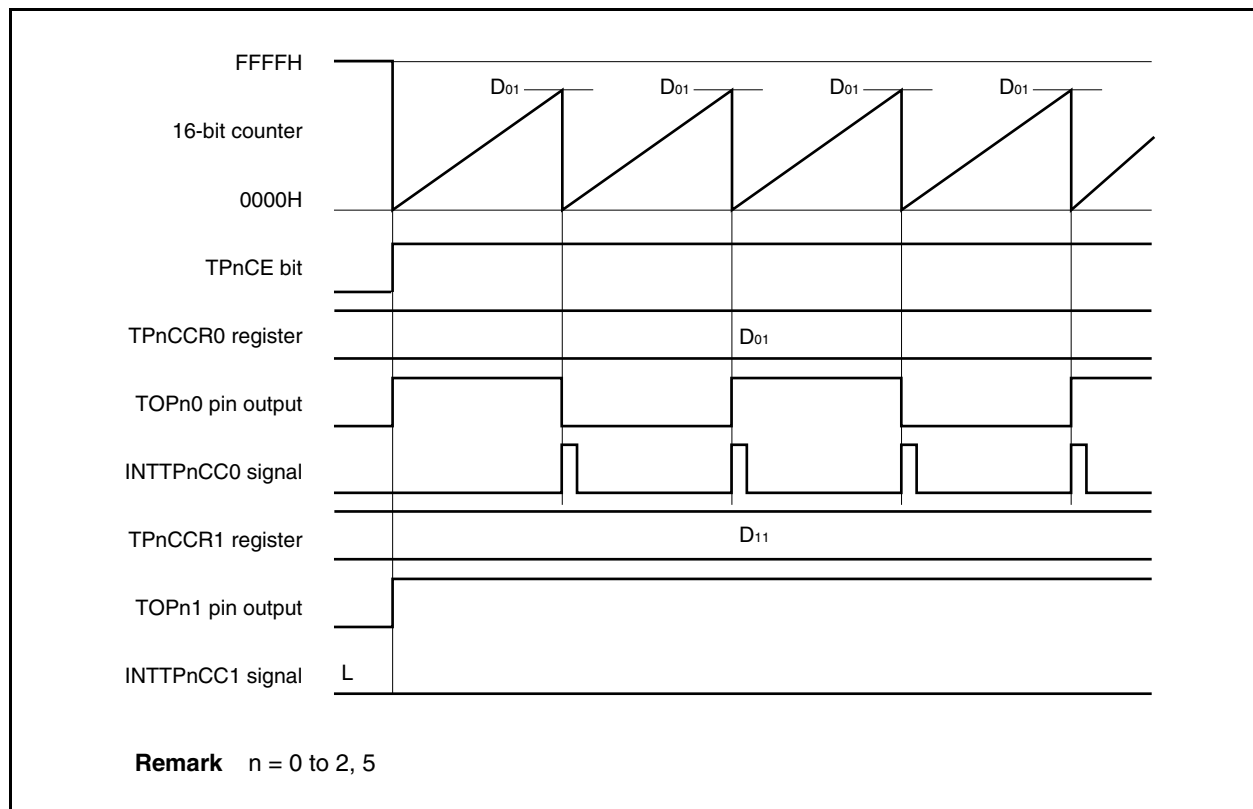 FFFFH
D01 D01 D01 D01
16-bit counter
0000H
TPnCE bit
TPnCCR0 register D01
TOPn0 pin output
INTTPnCC0 signal
TPnCCR1 register D11
TOPn1 pin output
INTTPnCC1 signal L
Remark n = 0 to 2, 5